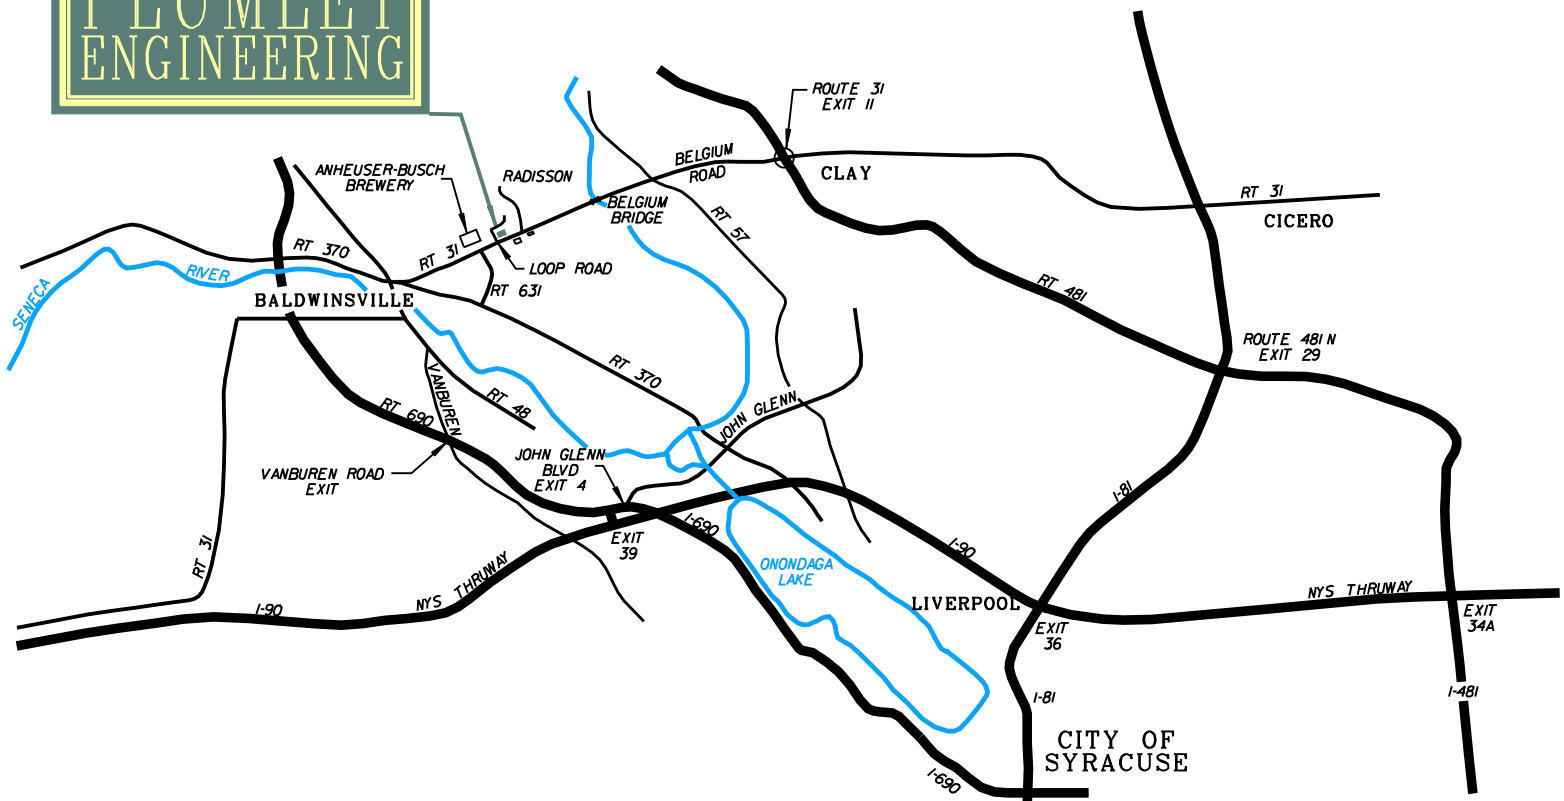 PLUMLEY
ENGINEERING
ROUTE 31
EXIT 11
ANHEUSER-BUSCH
BREWERY
RADISSON
BELGIUM
ROAD
CLAY
BELGIUM
BRIDGE
RT 57
RT 31
CICERO
RT 370
RT 31
LOOP ROAD
RT 631
SENECA
RIVER
BALDWINSVILLE
RT 481
ROUTE 481 N
EXIT 29
RT 370
VANBUREN
RT 48
RT 690
JOHN GLENN
JOHN GLENN
BLVD
EXIT 4
VANBUREN ROAD
EXIT
I-81
RT 31
EXIT
39
I-690
I-90
ONONDAGA
LAKE
NYS THRUWAY
I-90
LIVERPOOL
NYS THRUWAY
EXIT
36
EXIT
34A
I-81
I-481
CITY OF
SYRACUSE
I-690